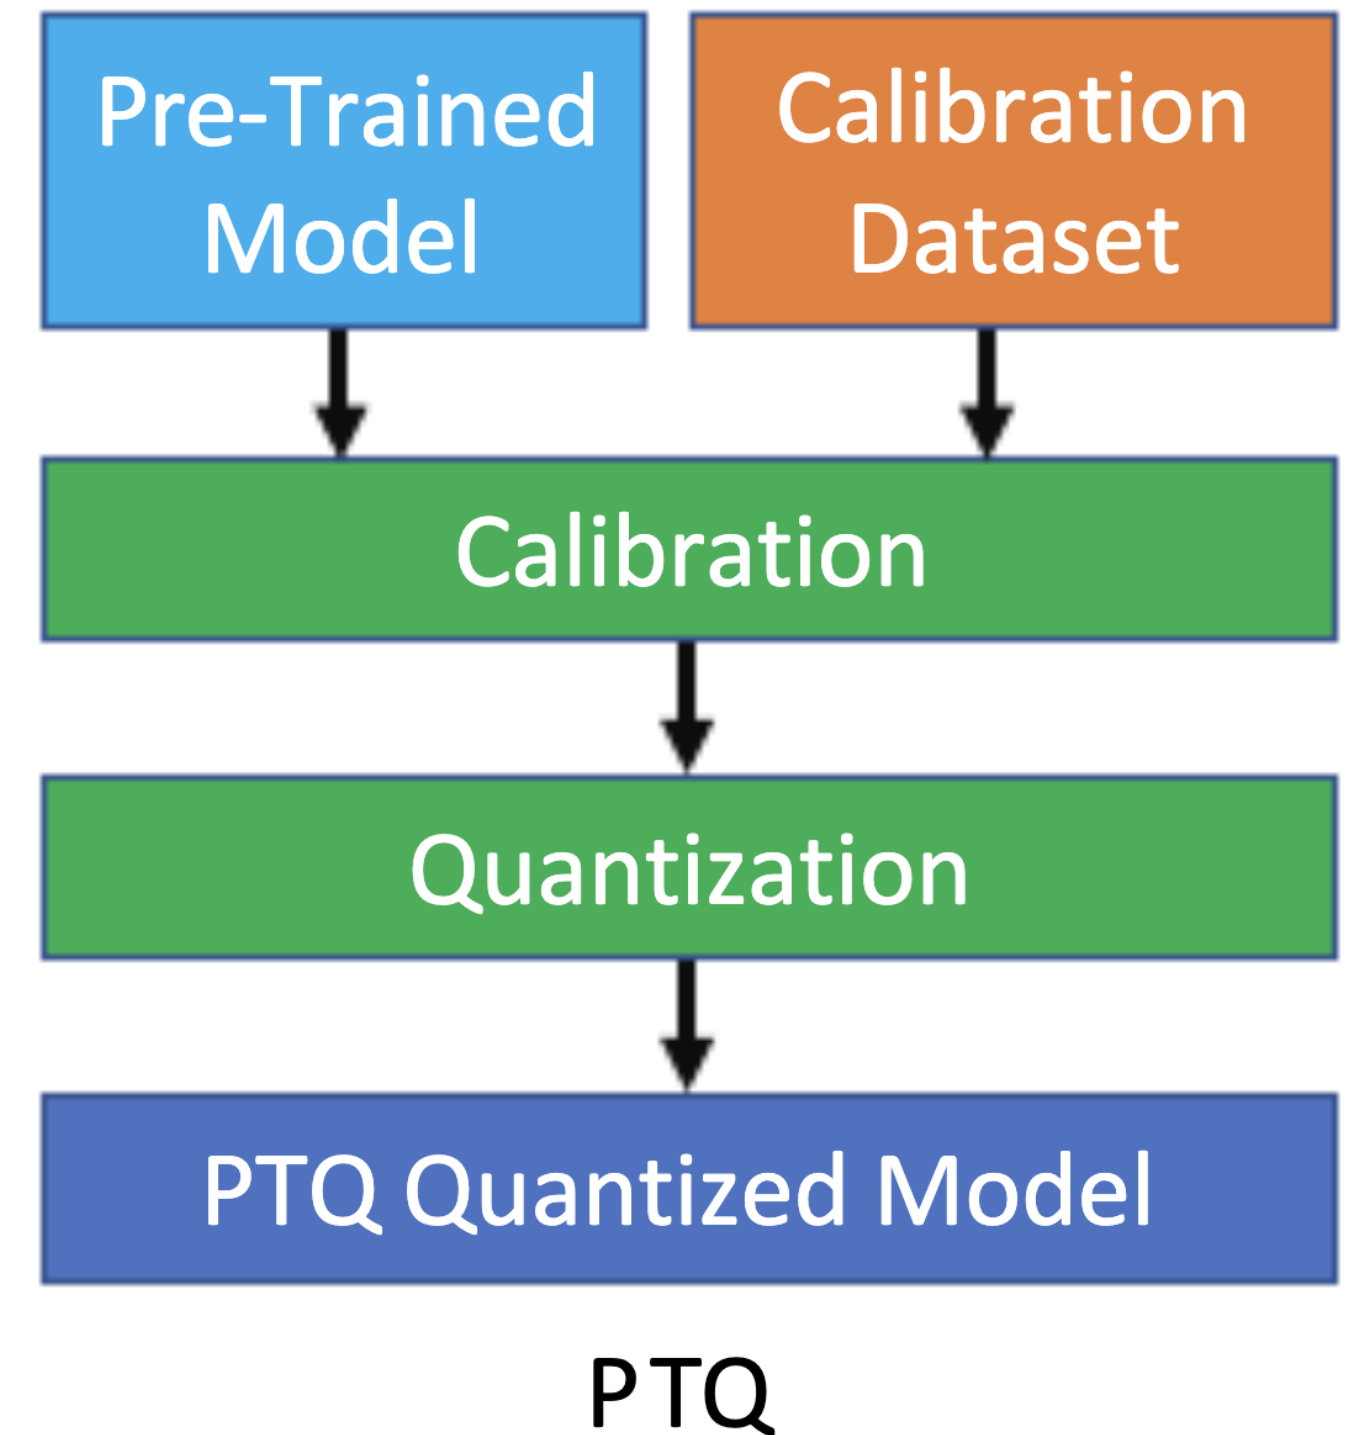 Pre-Trained
Model
Calibration
Dataset
Calibration
Quantization
PTQ Quantized Model
PTQ